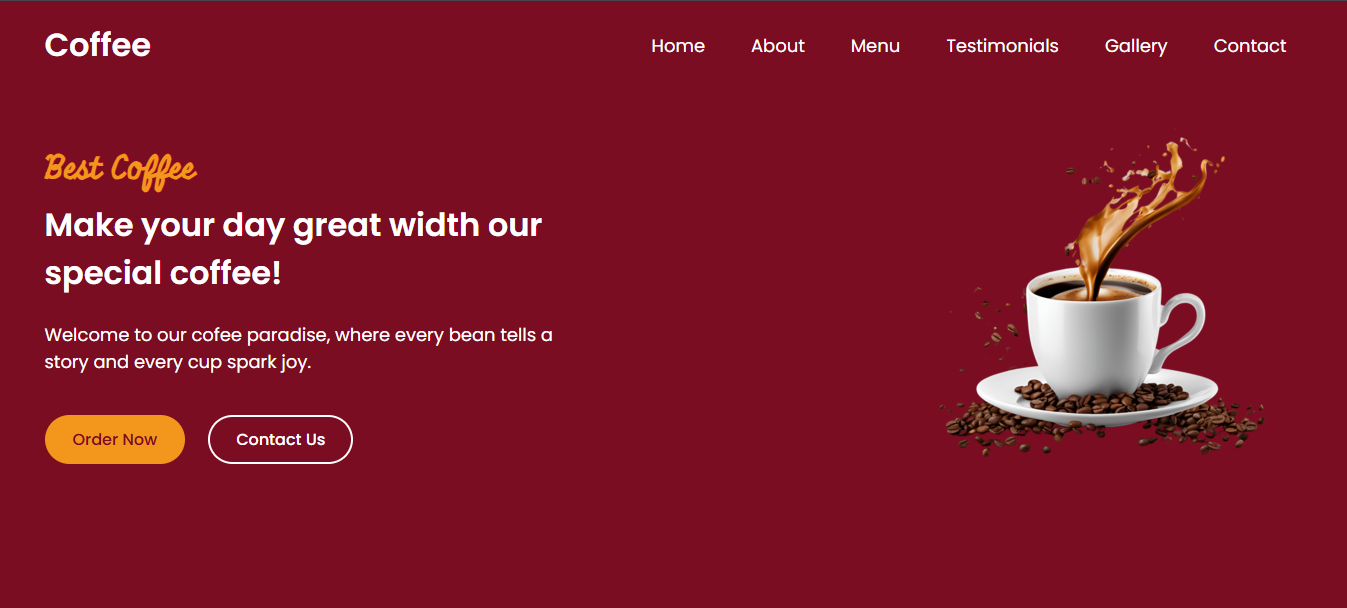 Coffee
Home About Menu Testimonials Gallery Contact
Best Coffee
Make your day great width our
special coffee!
Welcome to our cofee paradise, where every bean tells a
story and every cup spark joy.
Order Now Contact Us